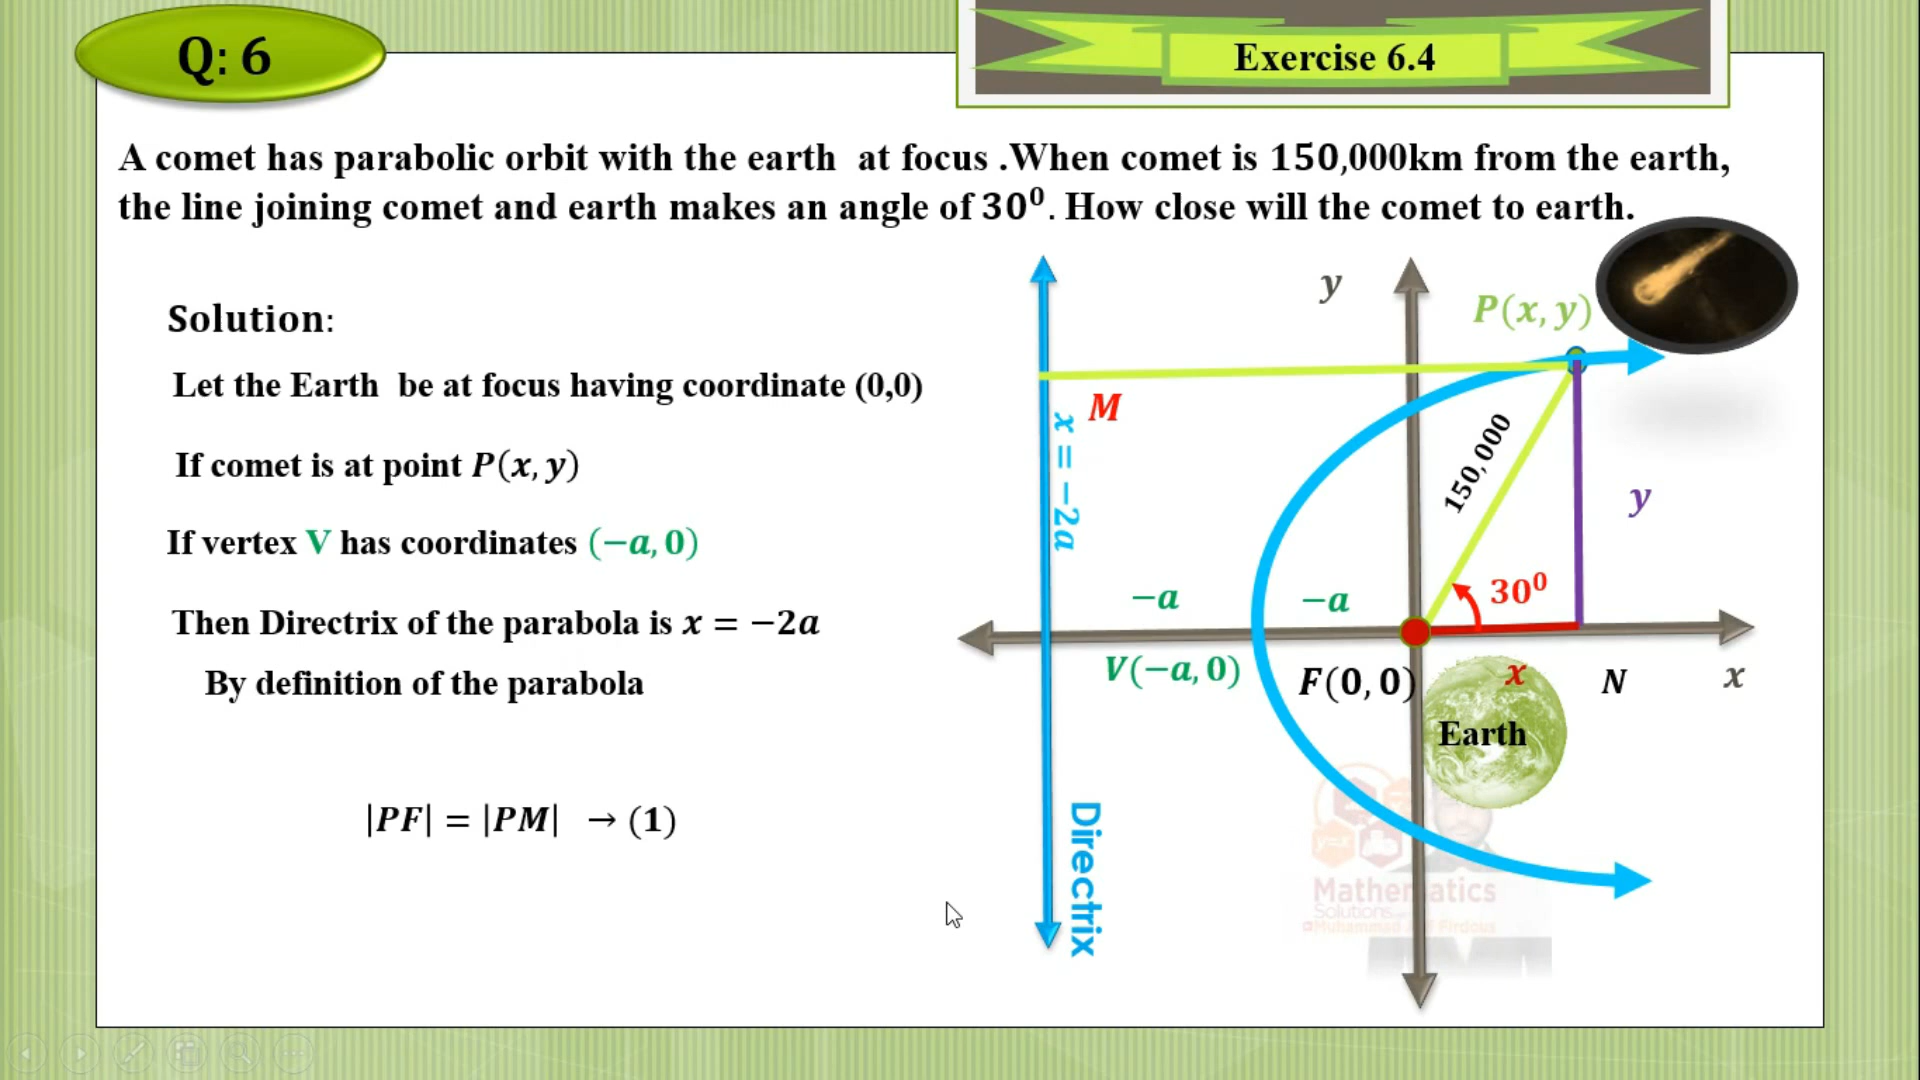 Q: 6
Exercise 6.4
A comet has parabolic orbit with the earth at focus .When comet is 150,000km from the earth,
the line joining comet and earth makes an angle of 30⁰. How close will the comet to earth.
Solution:
Let the Earth be at focus having coordinate (0,0)
If comet is at point P(x, y)
If vertex V has coordinates (−a, 0)
Then Directrix of the parabola is x = −2a
By definition of the parabola
|PF| = |PM| → (1)
y
P(x, y)
M
x = −2a
150,000
y
30⁰
−a
−a
V(−a, 0)
F(0, 0)
x
N
x
Earth
Directrix
Mathematics
Solutions